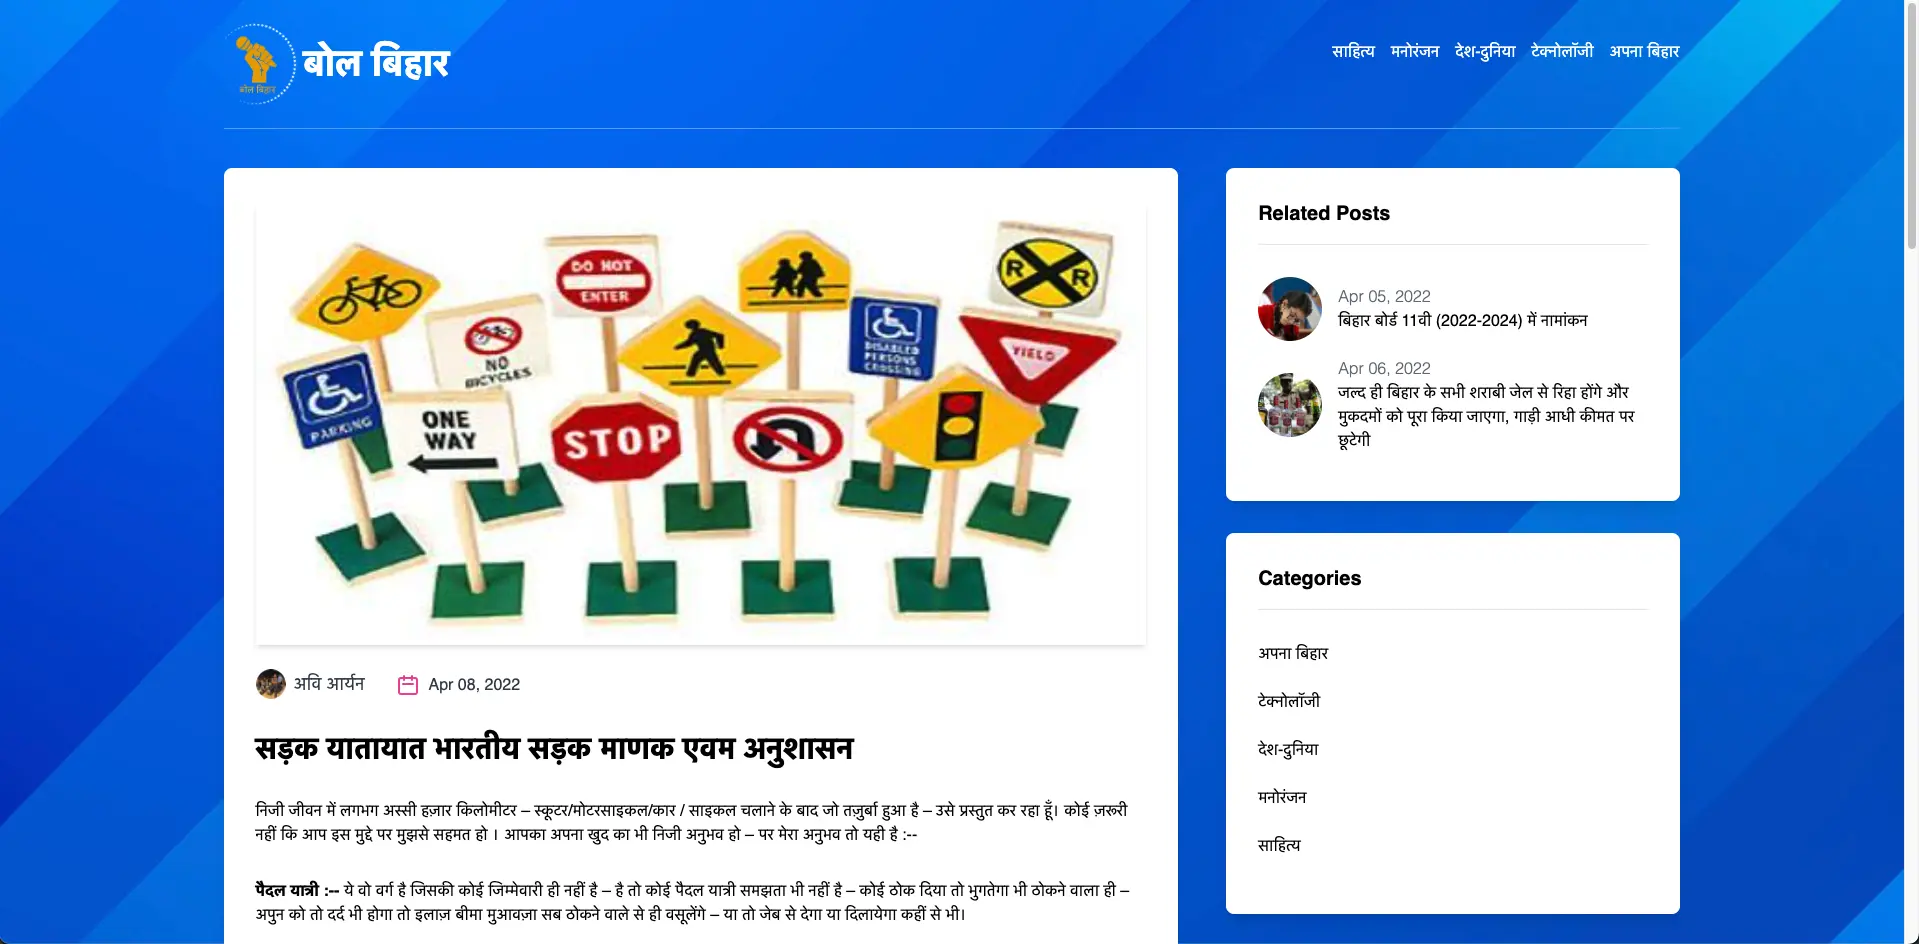 बोल बिहार
बोल बिहार
साहित्य मनोरंजन देश-दुनिया टेक्नोलॉजी अपना बिहार
DO NOT
ENTER
R R
NO
BICYCLES
DISABLED
PERSONS
CROSSING
YIELD
PARKING
ONE
WAY
STOP
अवि आर्यन
Apr 08, 2022
सड़क यातायात भारतीय सड़क माणक एवम अनुशासन
निजी जीवन में लगभग अस्सी हज़ार किलोमीटर – स्कूटर/मोटरसाइकल/कार / साइकल चलाने के बाद जो तज़ुर्बा हुआ है – उसे प्रस्तुत कर रहा हूँ। कोई ज़रूरी
नहीं कि आप इस मुद्दे पर मुझसे सहमत हो । आपका अपना खुद का भी निजी अनुभव हो – पर मेरा अनुभव तो यही है :--
पैदल यात्री :-- ये वो वर्ग है जिसकी कोई जिम्मेवारी ही नहीं है – है तो कोई पैदल यात्री समझता भी नहीं है – कोई ठोक दिया तो भुगतेगा भी ठोकने वाला ही –
अपुन को तो दर्द भी होगा तो इलाज़ बीमा मुआवज़ा सब ठोकने वाले से ही वसूलेंगे – या तो जेब से देगा या दिलायेगा कहीं से भी।
Related Posts
Apr 05, 2022
बिहार बोर्ड 11वी (2022-2024) में नामांकन
Apr 06, 2022
जल्द ही बिहार के सभी शराबी जेल से रिहा होंगे और
मुकदमों को पूरा किया जाएगा, गाड़ी आधी कीमत पर
छूटेगी
Categories
अपना बिहार
टेक्नोलॉजी
देश-दुनिया
मनोरंजन
साहित्य